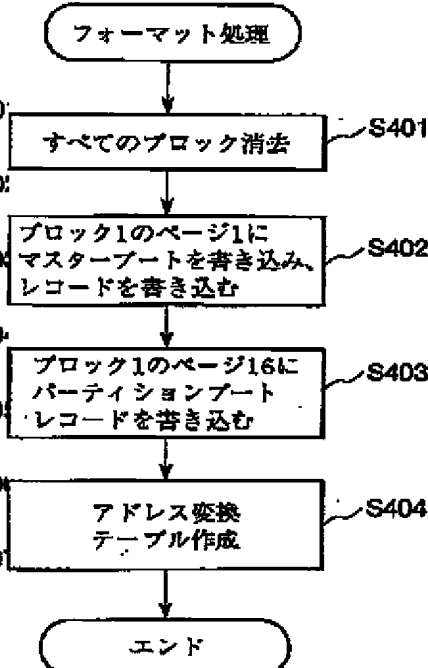 フォーマット処理
すべてのブロック消去
S401
ブロック1のページ1に
マスターブートを書き込み、
レコードを書き込む
S402
ブロック1のページ16に
パーティションブート
レコードを書き込む
S403
アドレス変換
テーブル作成
S404
エンド